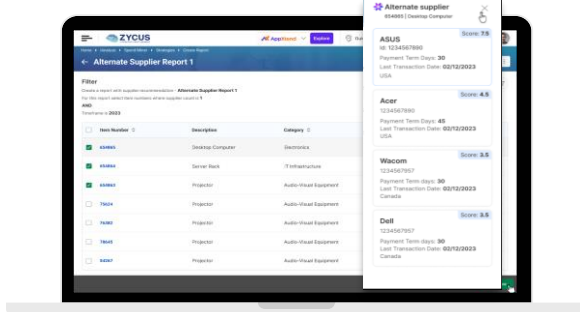 ZYCUS
AppXtend
Explore
← Alternate Supplier Report 1
Filter
Create a report with supplier recommendation - Alternate Supplier Report 1
For this report select item numbers where supplier count is 1
AND
Timeframe is 2023
Item Number
Description
Category
654865
Desktop Computer
Electronics
654864
Server Rack
IT Infrastructure
Projector
Audio-Visual Equipment
75624
Projector
Audio-Visual Equipment
Projector
Audio-Visual Equipment
78645
Projector
Audio-Visual Equipment
Projector
Audio-Visual Equipment
Alternate supplier
654865 | Desktop Computer
Score: 7.5
ASUS
Id: 1234567890
Payment Term Days: 30
Last Transaction Date: 02/12/2023
USA
Score: 4.5
Acer
1234567890
Payment Term Days: 45
Last Transaction Date: 02/12/2023
USA
Score: 3.5
Wacom
1234567957
Payment Term days: 30
Last Transaction Date: 02/12/2023
Canada
Score: 3.5
Dell
1234567957
Payment Term days: 30
Last Transaction Date: 02/12/2023
Canada